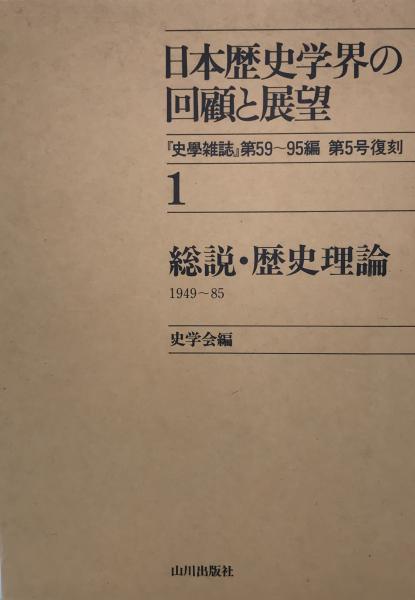 日本歴史学界の
回顧と展望
『史學雑誌』第59〜95編 第5号復刻
1
総説・歴史理論
1949〜85
史学会編
山川出版社